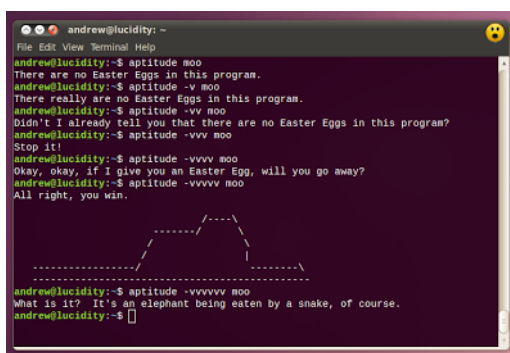 andrew@lucidity: ~
File Edit View Terminal Help
andrew@lucidity:~$ aptitude moo
There are no Easter Eggs in this program.
andrew@lucidity:~$ aptitude -v moo
There really are no Easter Eggs in this program.
andrew@lucidity:~$ aptitude -vv moo
Didn't I already tell you that there are no Easter Eggs in this program?
andrew@lucidity:~$ aptitude -vvv moo
Stop it!
andrew@lucidity:~$ aptitude -vvvv moo
Okay, okay, if I give you an Easter Egg, will you go away?
andrew@lucidity:~$ aptitude -vvvvv moo
All right, you win.
                               /----\
                       -------/      \
                      /               \
                     /                |
   -----------------/                  --------\
   ----------------------------------------------
andrew@lucidity:~$ aptitude -vvvvvv moo
What is it?  It's an elephant being eaten by a snake, of course.
andrew@lucidity:~$